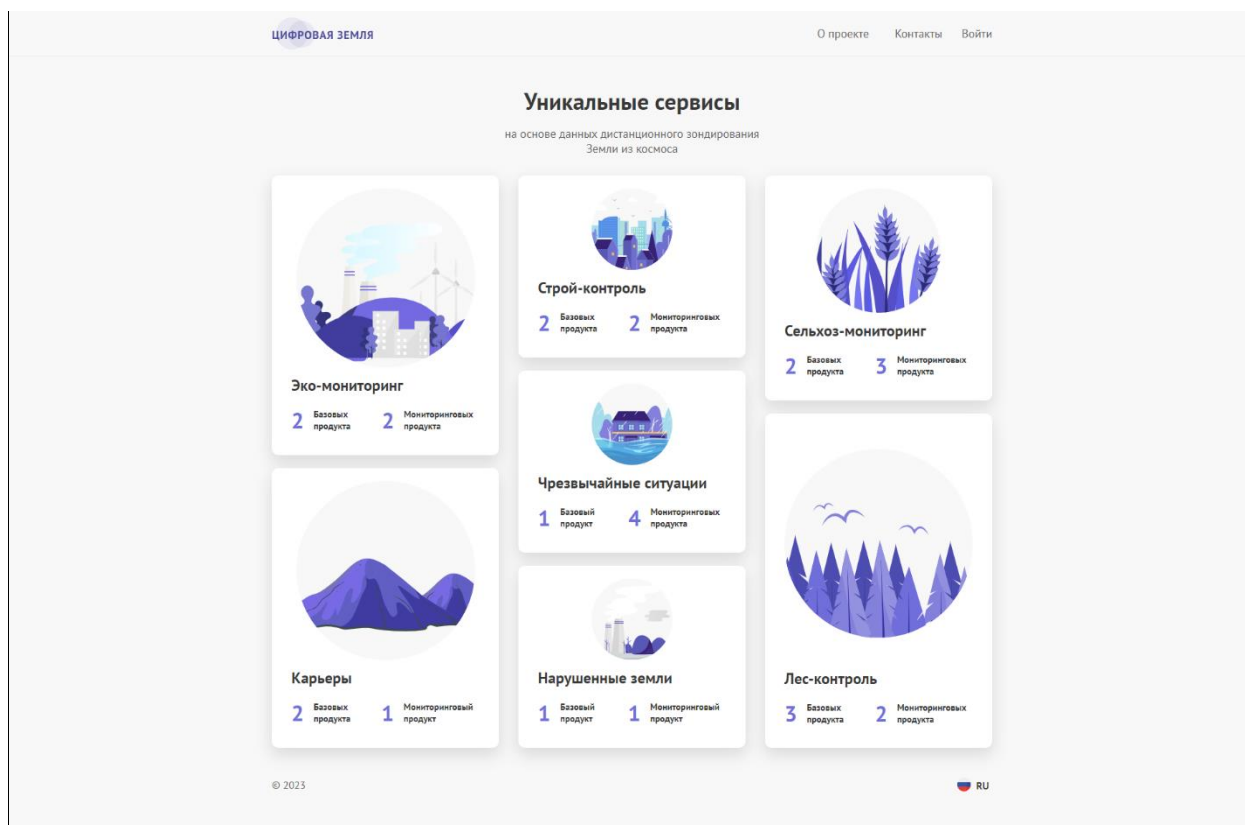 ЦИФРОВАЯ ЗЕМЛЯ
О проекте Контакты Войти
Уникальные сервисы
на основе данных дистанционного зондирования
Земли из космоса
Эко-мониторинг
2 Базовых продукта 2 Мониторинговых продукта
Строй-контроль
2 Базовых продукта 2 Мониторинговых продукта
Сельхоз-мониторинг
2 Базовых продукта 3 Мониторинговых продукта
Чрезвычайные ситуации
1 Базовый продукт 4 Мониторинговых продукта
Карьеры
2 Базовых продукта 1 Мониторинговый продукт
Нарушенные земли
1 Базовый продукт 1 Мониторинговый продукт
Лес-контроль
3 Базовых продукта 2 Мониторинговых продукта
© 2023
RU